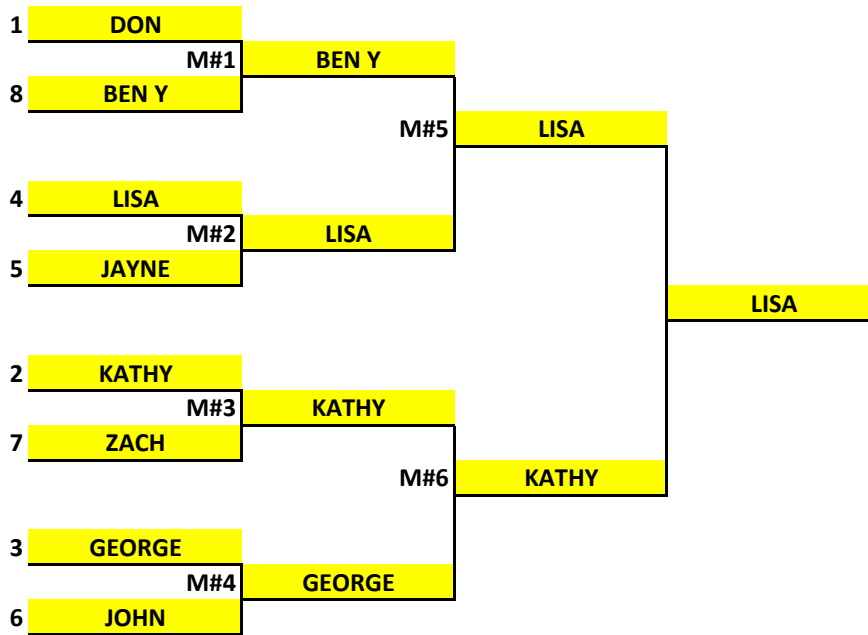 1 DON
M#1 BEN Y
8 BEN Y
M#5 LISA
4 LISA
M#2 LISA
5 JAYNE
LISA
2 KATHY
M#3 KATHY
7 ZACH
M#6 KATHY
3 GEORGE
M#4 GEORGE
6 JOHN